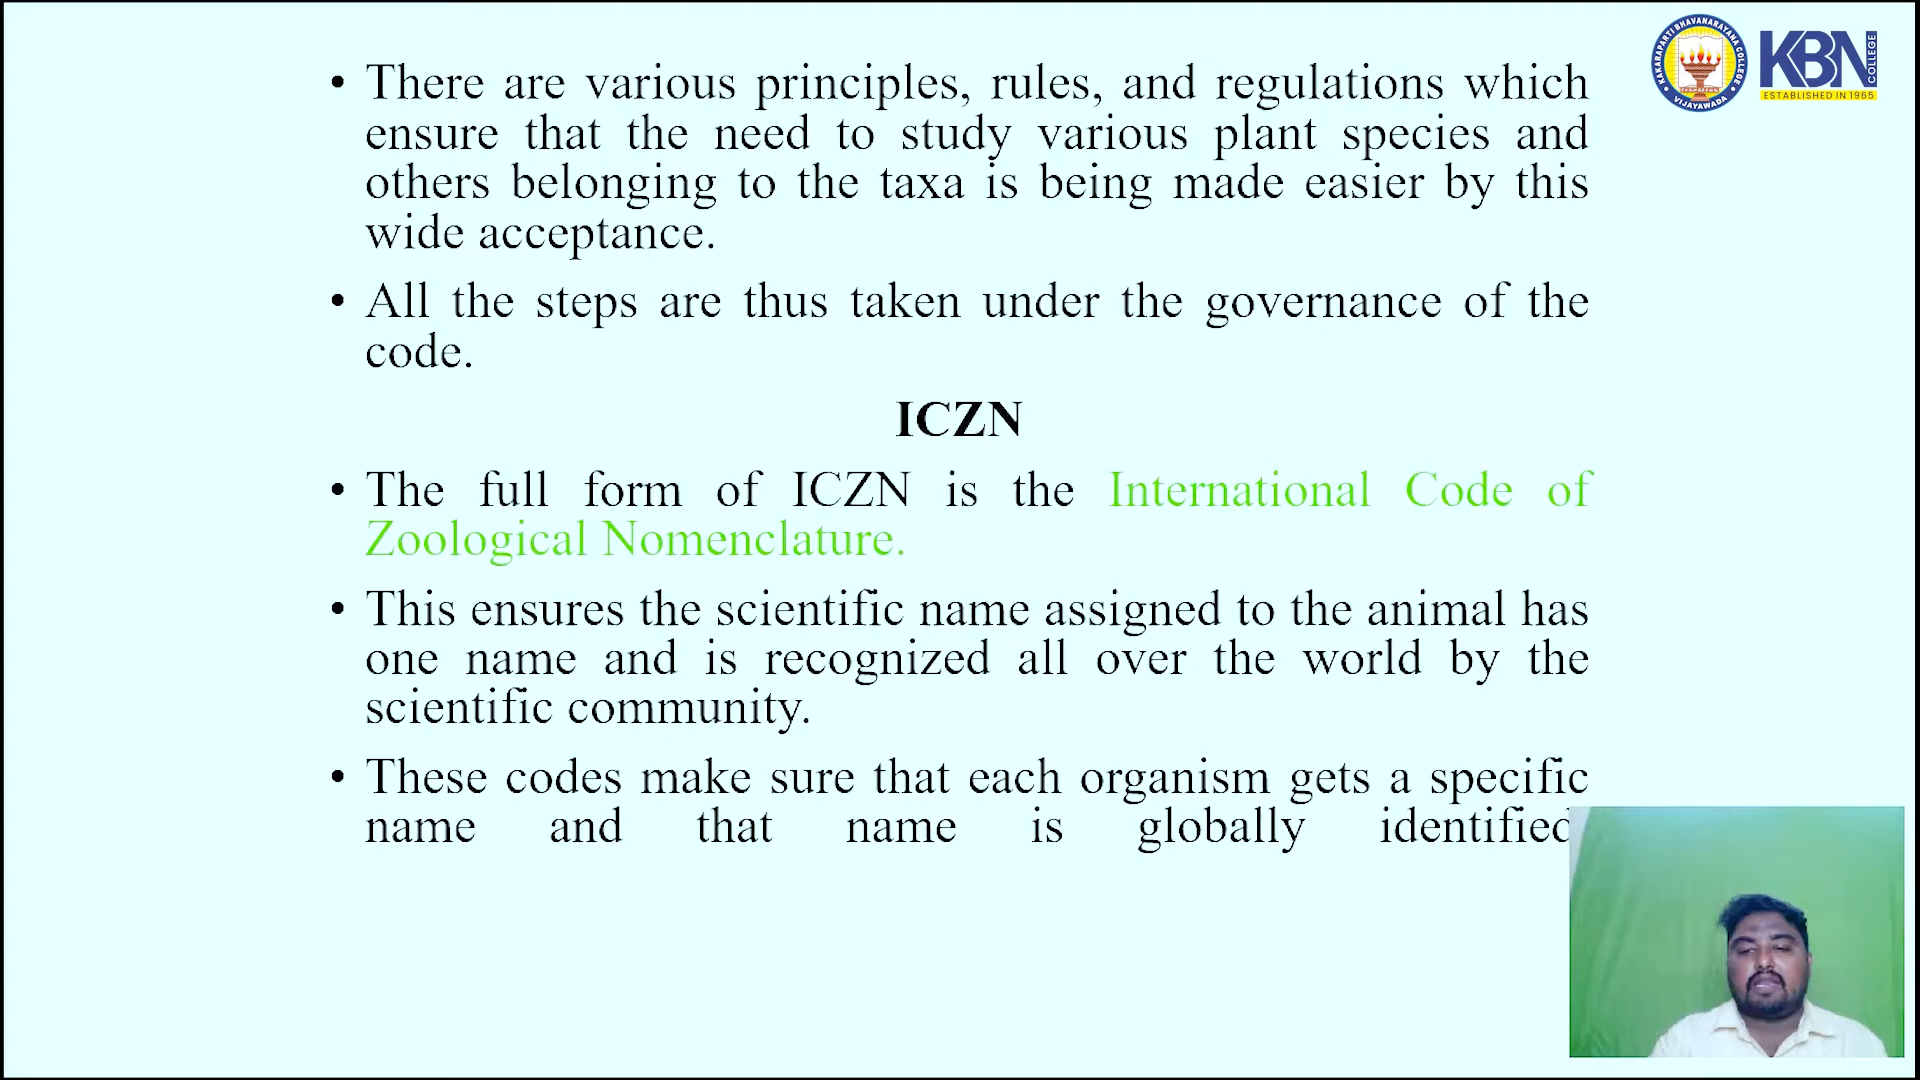 • There are various principles, rules, and regulations which
ensure that the need to study various plant species and
others belonging to the taxa is being made easier by this
wide acceptance.
• All the steps are thus taken under the governance of the
code.
ICZN
• The full form of ICZN is the International Code of
Zoological Nomenclature.
• This ensures the scientific name assigned to the animal has
one name and is recognized all over the world by the
scientific community.
• These codes make sure that each organism gets a specific
name and that name is globally identified
KAKARAPARTI BHAVANARAYANA COLLEGE
VIJAYAWADA
KBN
COLLEGE
ESTABLISHED IN 1965